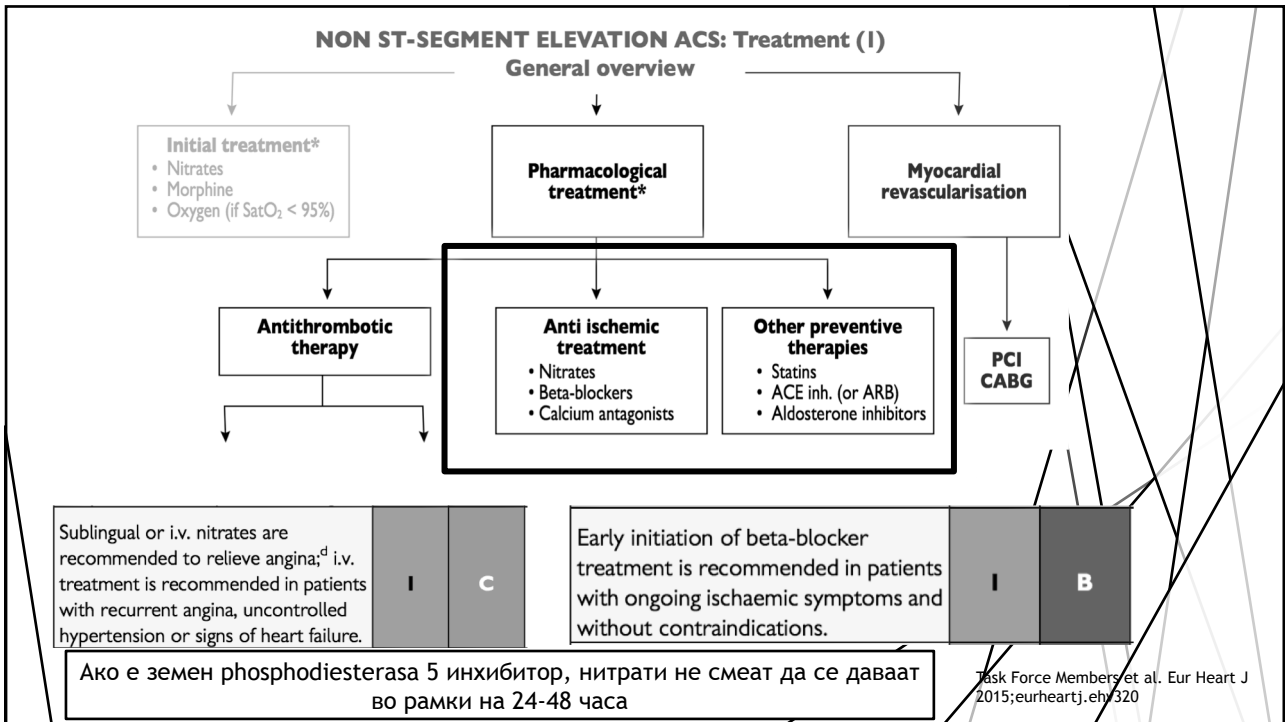 NON ST-SEGMENT ELEVATION ACS: Treatment (I)
General overview
Initial treatment*
• Nitrates
• Morphine
• Oxygen (if SatO₂ < 95%)
Pharmacological
treatment*
Myocardial
revascularisation
Antithrombotic
therapy
Anti ischemic
treatment
• Nitrates
• Beta-blockers
• Calcium antagonists
Other preventive
therapies
• Statins
• ACE inh. (or ARB)
• Aldosterone inhibitors
PCI
CABG
Sublingual or i.v. nitrates are
recommended to relieve angina;ᵈ i.v.
treatment is recommended in patients
with recurrent angina, uncontrolled
hypertension or signs of heart failure.
I
C
Early initiation of beta-blocker
treatment is recommended in patients
with ongoing ischaemic symptoms and
without contraindications.
I
B
Ако е земен phosphodiesterasa 5 инхибитор, нитрати не смеат да се даваат
во рамки на 24-48 часа
Task Force Members et al. Eur Heart J
2015;eurheartj.ehv320